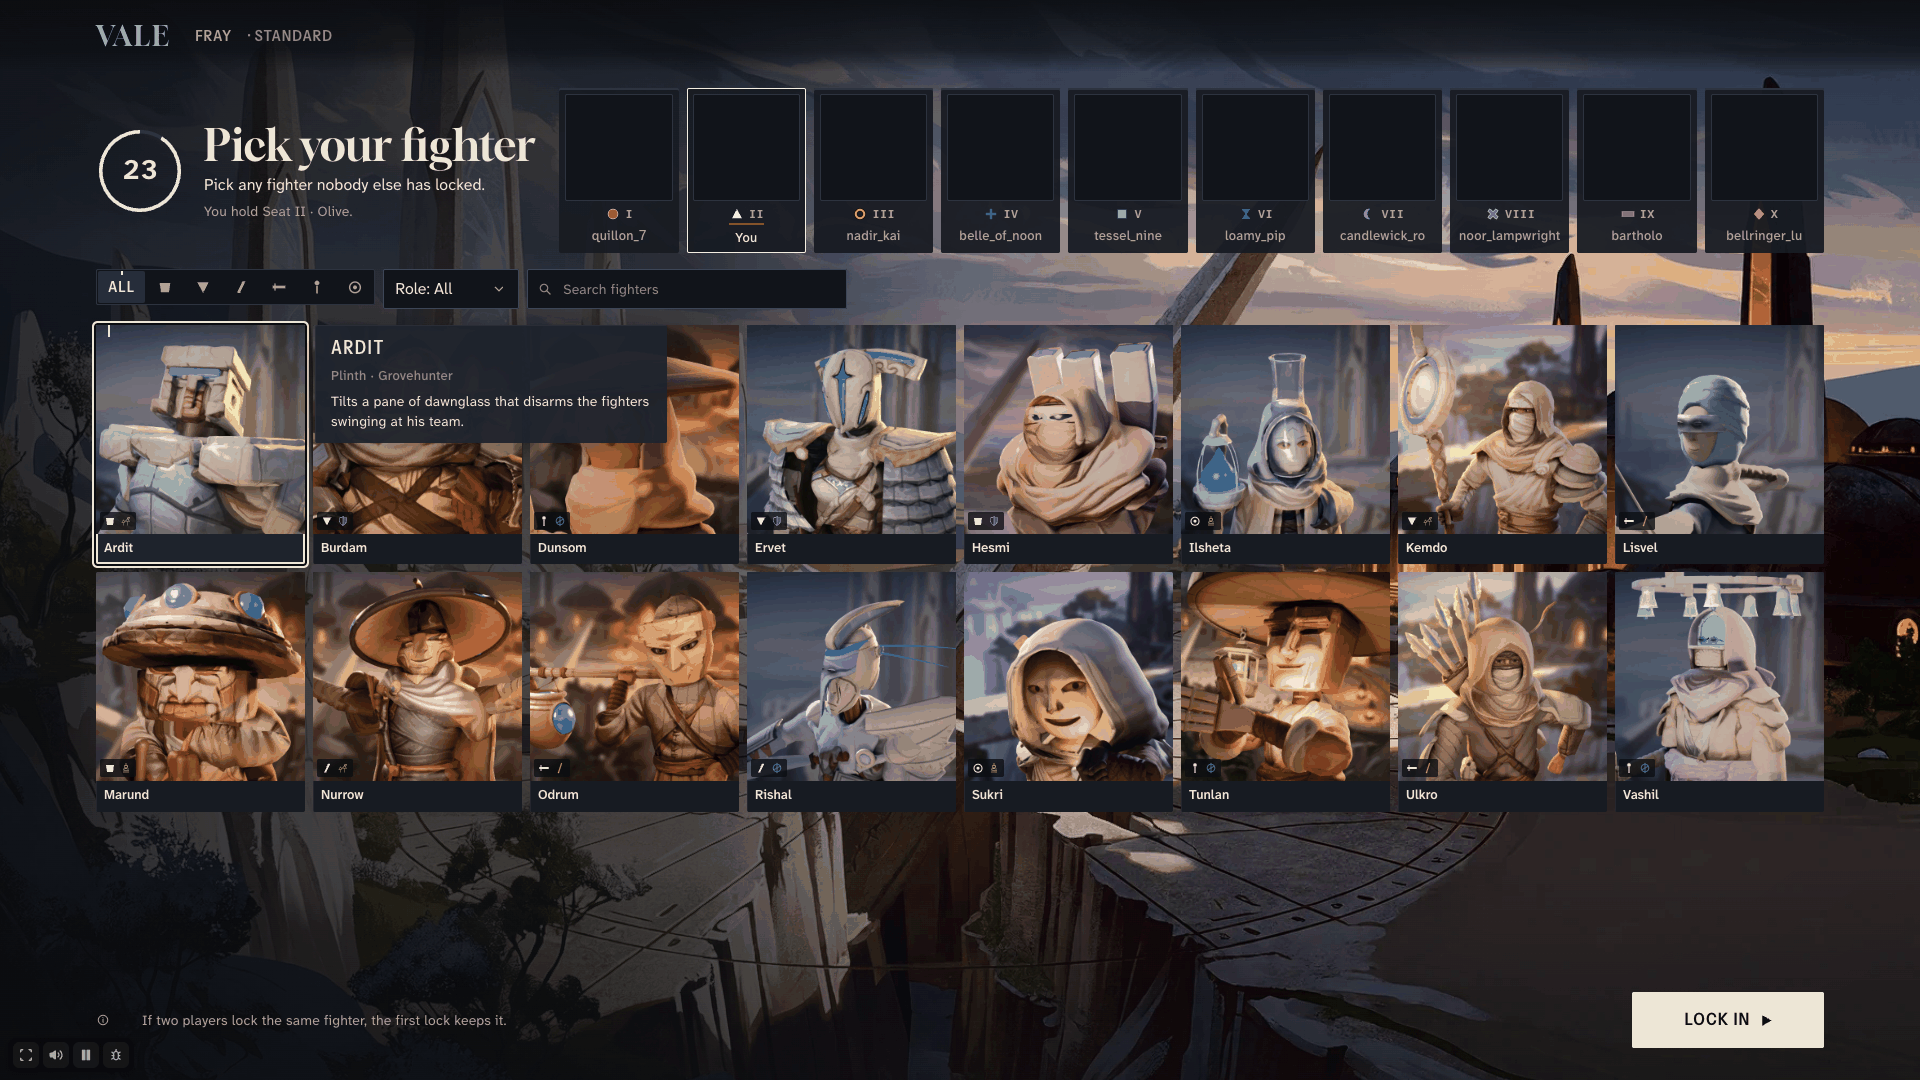 VALE FRAY · STANDARD
23
Pick your fighter
Pick any fighter nobody else has locked.
You hold Seat II · Olive.
I
quillon_7
II
You
III
nadir_kai
IV
belle_of_noon
V
tessel_nine
VI
loamy_pip
VII
candlewick_ro
VIII
noor_lampwright
IX
bartholo
X
bellringer_lu
ALL
Role: All
Search fighters
ARDIT
Plinth · Grovehunter
Tilts a pane of dawnglass that disarms the fighters
swinging at his team.
Ardit
Burdam
Dunsom
Ervet
Hesmi
Ilsheta
Kemdo
Lisvel
Marund
Nurrow
Odrum
Rishal
Sukri
Tunlan
Ulkro
Vashil
If two players lock the same fighter, the first lock keeps it.
LOCK IN